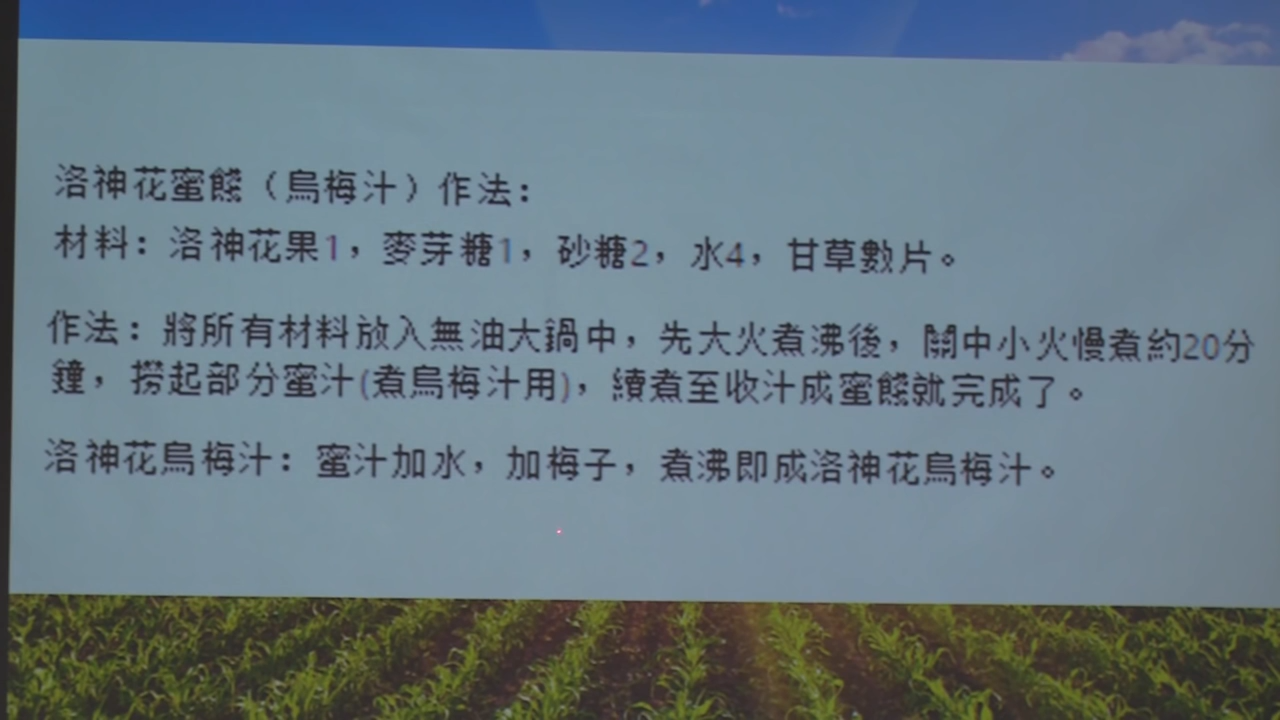 洛神花蜜餞（烏梅汁）作法：
材料：洛神花果1，麥芽糖1，砂糖2，水4，甘草數片。
作法：將所有材料放入無油大鍋中，先大火煮沸後，關中小火慢煮約20分
鐘，撈起部分蜜汁(煮烏梅汁用)，續煮至收汁成蜜餞就完成了。
洛神花烏梅汁：蜜汁加水，加梅子，煮沸即成洛神花烏梅汁。